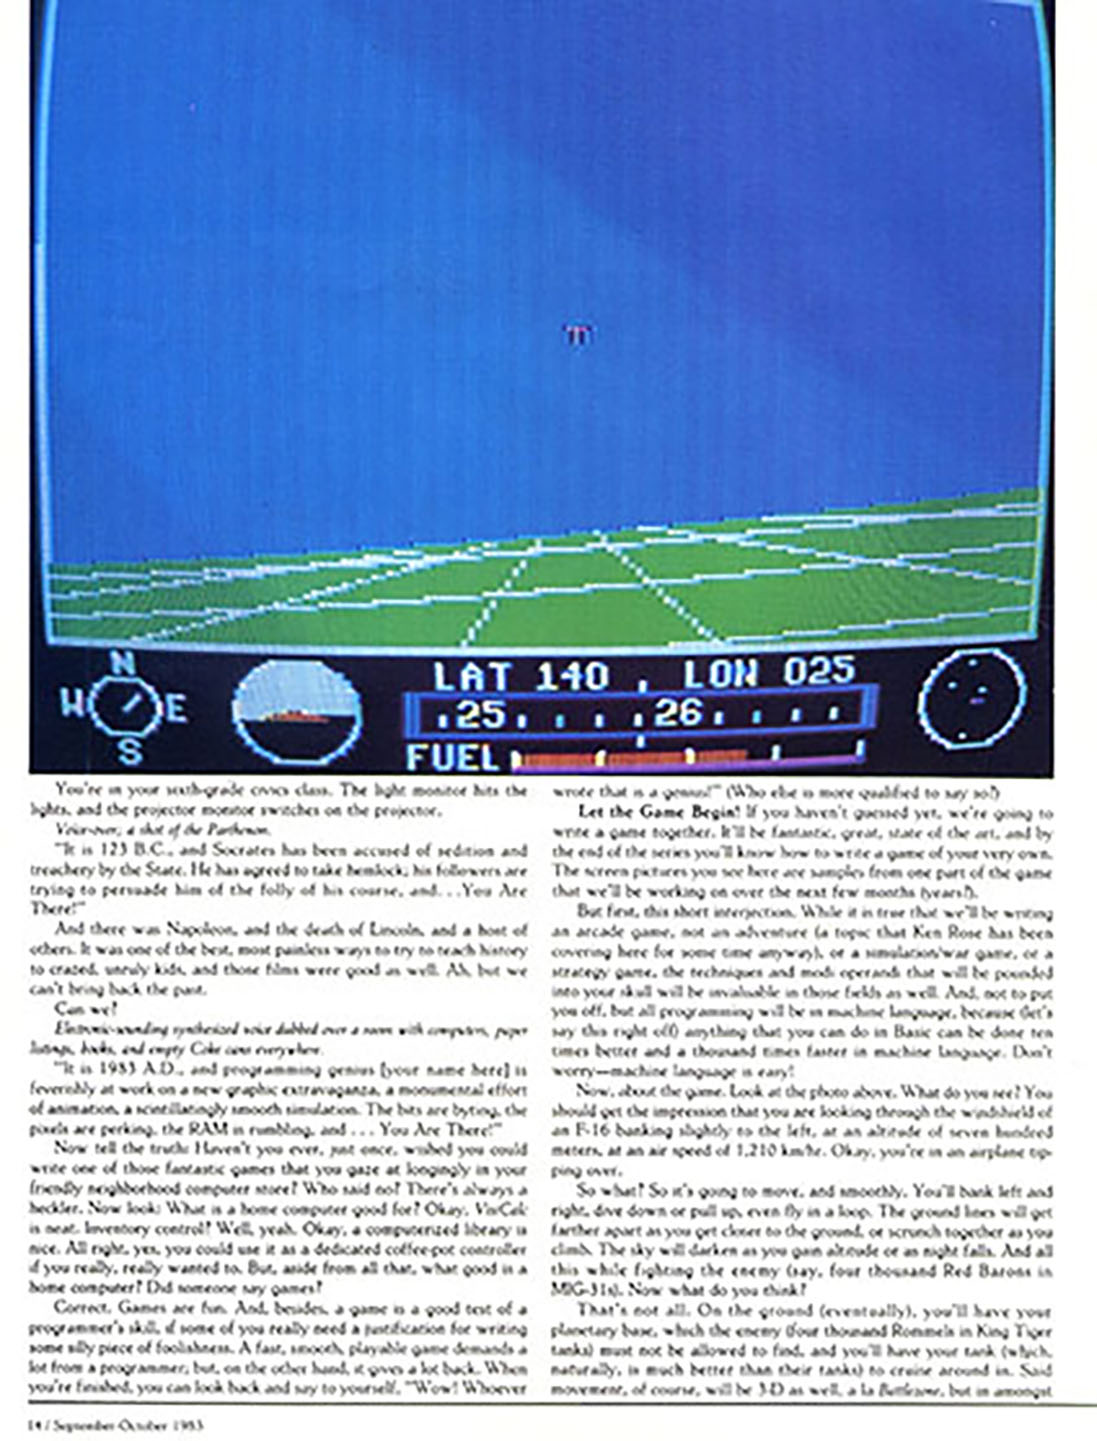 LAT 140 , LON 025
N
W E
S
25 26
FUEL
You're in your sixth-grade civics class. The light monitor hits the
lights, and the projector monitor switches on the projector.
Voice-over; a shot of the Parthenon.
"It is 123 B.C., and Socrates has been accused of sedition and
treachery by the State. He has agreed to take hemlock; his followers are
trying to persuade him of the folly of his course, and...You Are
There!"
And there was Napoleon, and the death of Lincoln, and a host of
others. It was one of the best, most painless ways to try to teach history
to crazed, unruly kids, and those films were good as well. Ah, but we
can't bring back the past.
Can we?
Electronic-sounding synthesized voice dubbed over a room with computers, paper
listings, books, and empty Coke cans everywhere.
"It is 1983 A.D., and programming genius [your name here] is
feverishly at work on a new graphic extravaganza, a monumental effort
of animation, a scintillatingly smooth simulation. The bits are byting, the
pixels are perking, the RAM is rumbling, and . . . You Are There!"
Now tell the truth: Haven't you ever, just once, wished you could
write one of those fantastic games that you gaze at longingly in your
friendly neighborhood computer store? Who said no? There's always a
heckler. Now look: What is a home computer good for? Okay, VisiCalc
is neat. Inventory control? Well, yeah. Okay, a computerized library is
nice. All right, yes, you could use it as a dedicated coffee-pot controller
if you really, really wanted to. But, aside from all that, what good is a
home computer? Did someone say games?
Correct. Games are fun. And, besides, a game is a good test of a
programmer's skill, if some of you really need a justification for writing
some silly piece of foolishness. A fast, smooth, playable game demands a
lot from a programmer; but, on the other hand, it gives a lot back. When
you're finished, you can look back and say to yourself, "Wow! Whoever
wrote that is a genius!" (Who else is more qualified to say so?)
Let the Game Begin! If you haven't guessed yet, we're going to
write a game together. It'll be fantastic, great, state of the art, and by
the end of the series you'll know how to write a game of your very own.
The screen pictures you see here are samples from one part of the game
that we'll be working on over the next few months (years?).
But first, this short interjection. While it is true that we'll be writing
an arcade game, not an adventure (a topic that Ken Rose has been
covering here for some time anyway), or a simulation/war game, or a
strategy game, the techniques and modi operandi that will be pounded
into your skull will be invaluable in those fields as well. And, not to put
you off, but all programming will be in machine language, because (let's
say this right off) anything that you can do in Basic can be done ten
times better and a thousand times faster in machine language. Don't
worry—machine language is easy!
Now, about the game. Look at the photo above. What do you see? You
should get the impression that you are looking through the windshield of
an F-16 banking slightly to the left, at an altitude of seven hundred
meters, at an air speed of 1,210 km/hr. Okay, you're in an airplane tip-
ping over.
So what? So it's going to move, and smoothly. You'll bank left and
right, dive down or pull up, even fly in a loop. The ground lines will get
farther apart as you get closer to the ground, or scrunch together as you
climb. The sky will darken as you gain altitude or as night falls. And all
this while fighting the enemy (say, four thousand Red Barons in
MIG-31s). Now what do you think?
That's not all. On the ground (eventually), you'll have your
planetary base, which the enemy (four thousand Rommels in King Tiger
tanks) must not be allowed to find, and you'll have your tank (which,
naturally, is much better than their tanks) to cruise around in. Said
movement, of course, will be 3-D as well, a la Battlezone, but in amongst
14 / September-October 1983